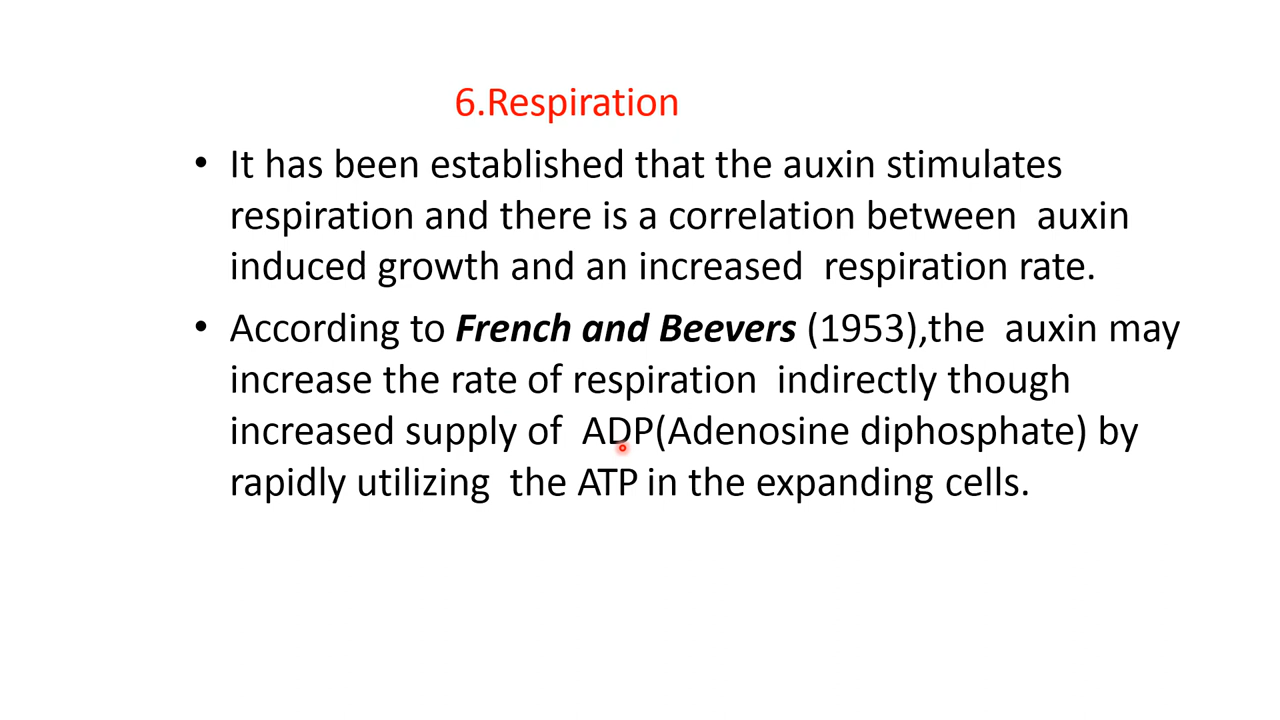 6.Respiration
• It has been established that the auxin stimulates
respiration and there is a correlation between  auxin
induced growth and an increased  respiration rate.
• According to French and Beevers (1953),the  auxin may
increase the rate of respiration  indirectly though
increased supply of  ADP(Adenosine diphosphate) by
rapidly utilizing  the ATP in the expanding cells.